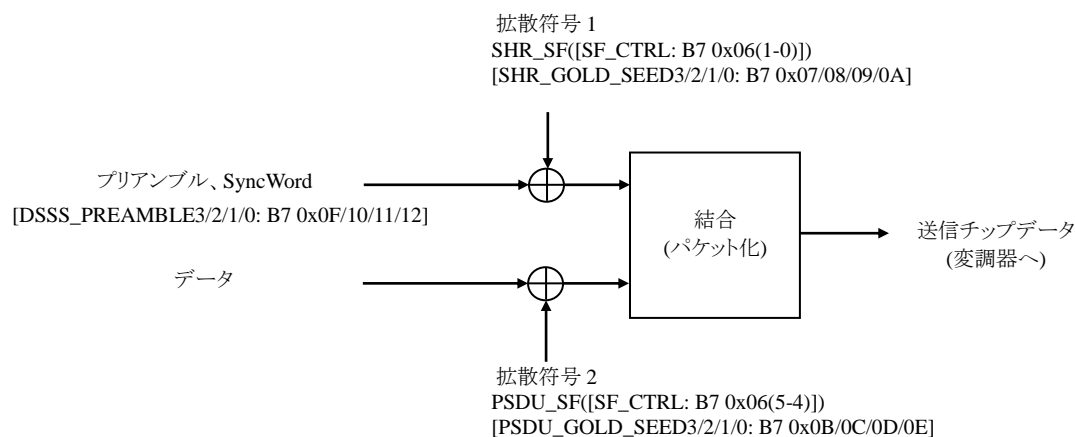 拡散符号 1
SHR_SF([SF_CTRL: B7 0x06(1-0)])
[SHR_GOLD_SEED3/2/1/0: B7 0x07/08/09/0A]
プリアンブル、SyncWord
[DSSS_PREAMBLE3/2/1/0: B7 0x0F/10/11/12]
結合
(パケット化)
送信チップデータ
(変調器へ)
データ
拡散符号 2
PSDU_SF([SF_CTRL: B7 0x06(5-4)])
[PSDU_GOLD_SEED3/2/1/0: B7 0x0B/0C/0D/0E]